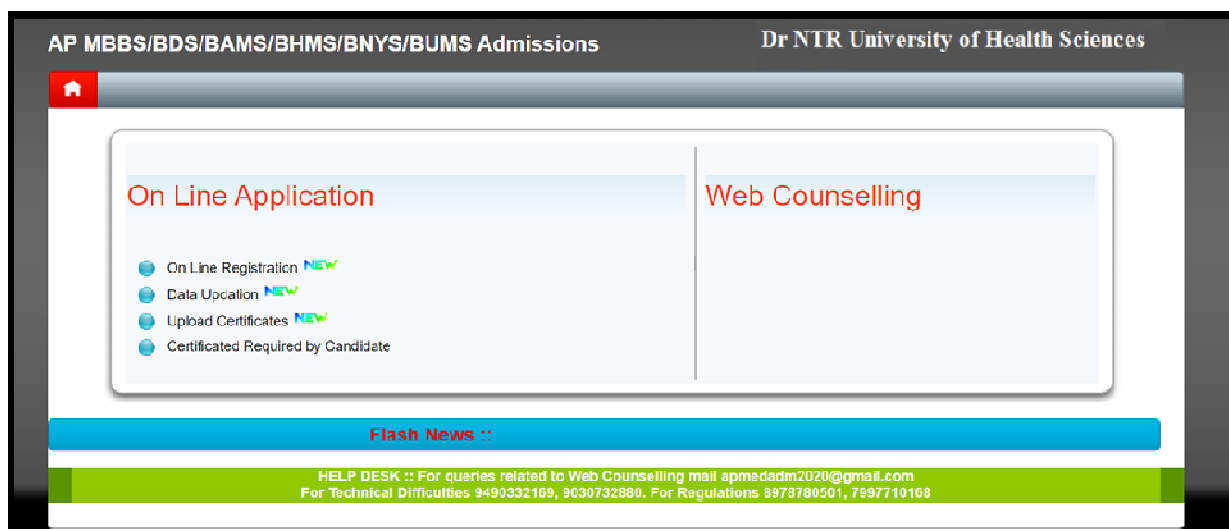 AP MBBS/BDS/BAMS/BHMS/BNYS/BUMS Admissions
Dr NTR University of Health Sciences
On Line Application
Web Counselling
On Line Registration NEW
Data Updation NEW
Upload Certificates NEW
Certificated Required by Candidate
Flash News ::
HELP DESK :: For queries related to Web Counselling mail apmedadm2020@gmail.com
For Technical Difficulties 9490332169, 9030732880. For Regulations 8978780501, 7997710168